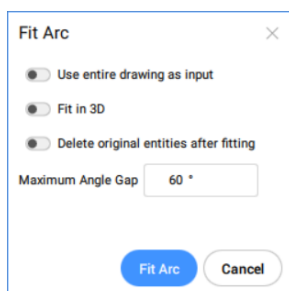 Fit Arc
Use entire drawing as input
Fit in 3D
Delete original entities after fitting
Maximum Angle Gap 60 °
Fit Arc Cancel